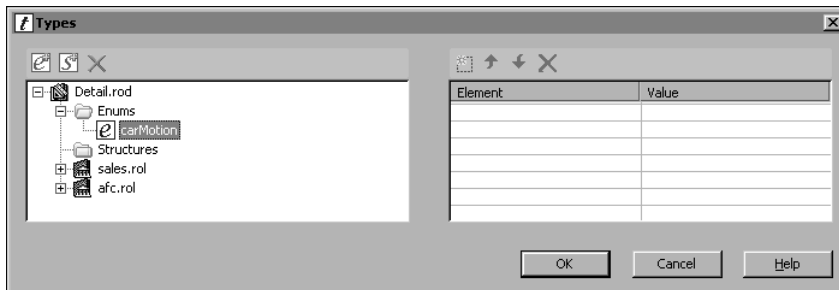 t Types
e s
Detail.rod
Enums
e carMotion
Structures
sales.rol
afc.rol
Element Value
OK Cancel Help